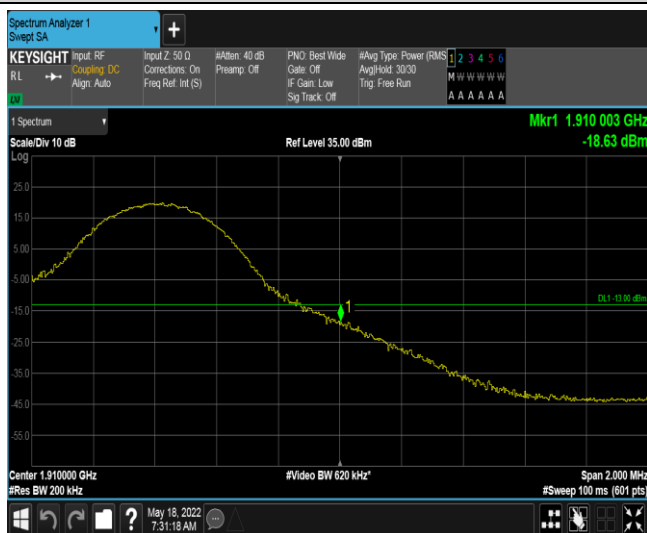 Spectrum Analyzer 1
Swept SA
+
KEYSIGHT
RL
Input: RF
Coupling: DC
Align: Auto
Input Z: 50 Ω
Corrections: On
Freq Ref: Int (S)
#Atten: 40 dB
Preamp: Off
PNO: Best Wide
Gate: Off
IF Gain: Low
Sig Track: Off
#Avg Type: Power (RMS
Avg|Hold: 30/30
Trig: Free Run
1 2 3 4 5 6
M W W W W W
A A A A A A
1 Spectrum
Scale/Div 10 dB
Ref Level 35.00 dBm
Mkr1 1.910 003 GHz
-18.63 dBm
Log
25.0
15.0
5.00
-5.00
-15.0
-25.0
-35.0
-45.0
-55.0
DL1 -13.00 dBm
1
Center 1.910000 GHz
#Res BW 200 kHz
#Video BW 620 kHz*
Span 2.000 MHz
#Sweep 100 ms (601 pts)
?
May 18, 2022
7:31:18 AM